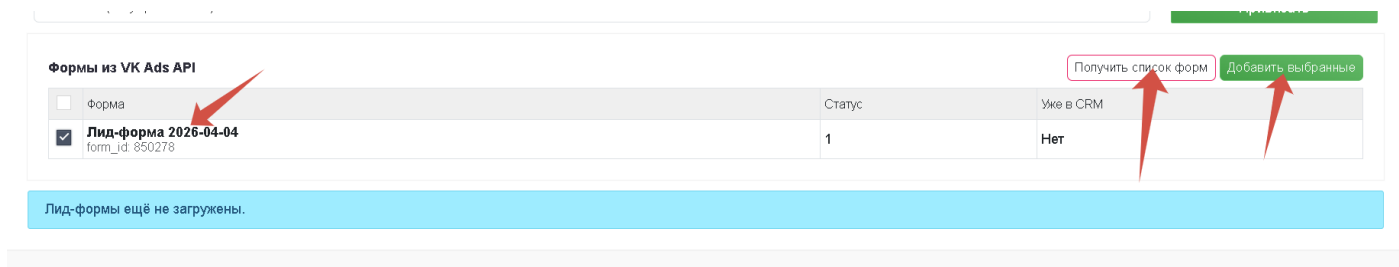 Формы из VK Ads API
Получить список форм
Добавить выбранные
Форма
Статус
Уже в CRM
Лид-форма 2026-04-04
1
Нет
form_id: 850278
Лид-формы ещё не загружены.